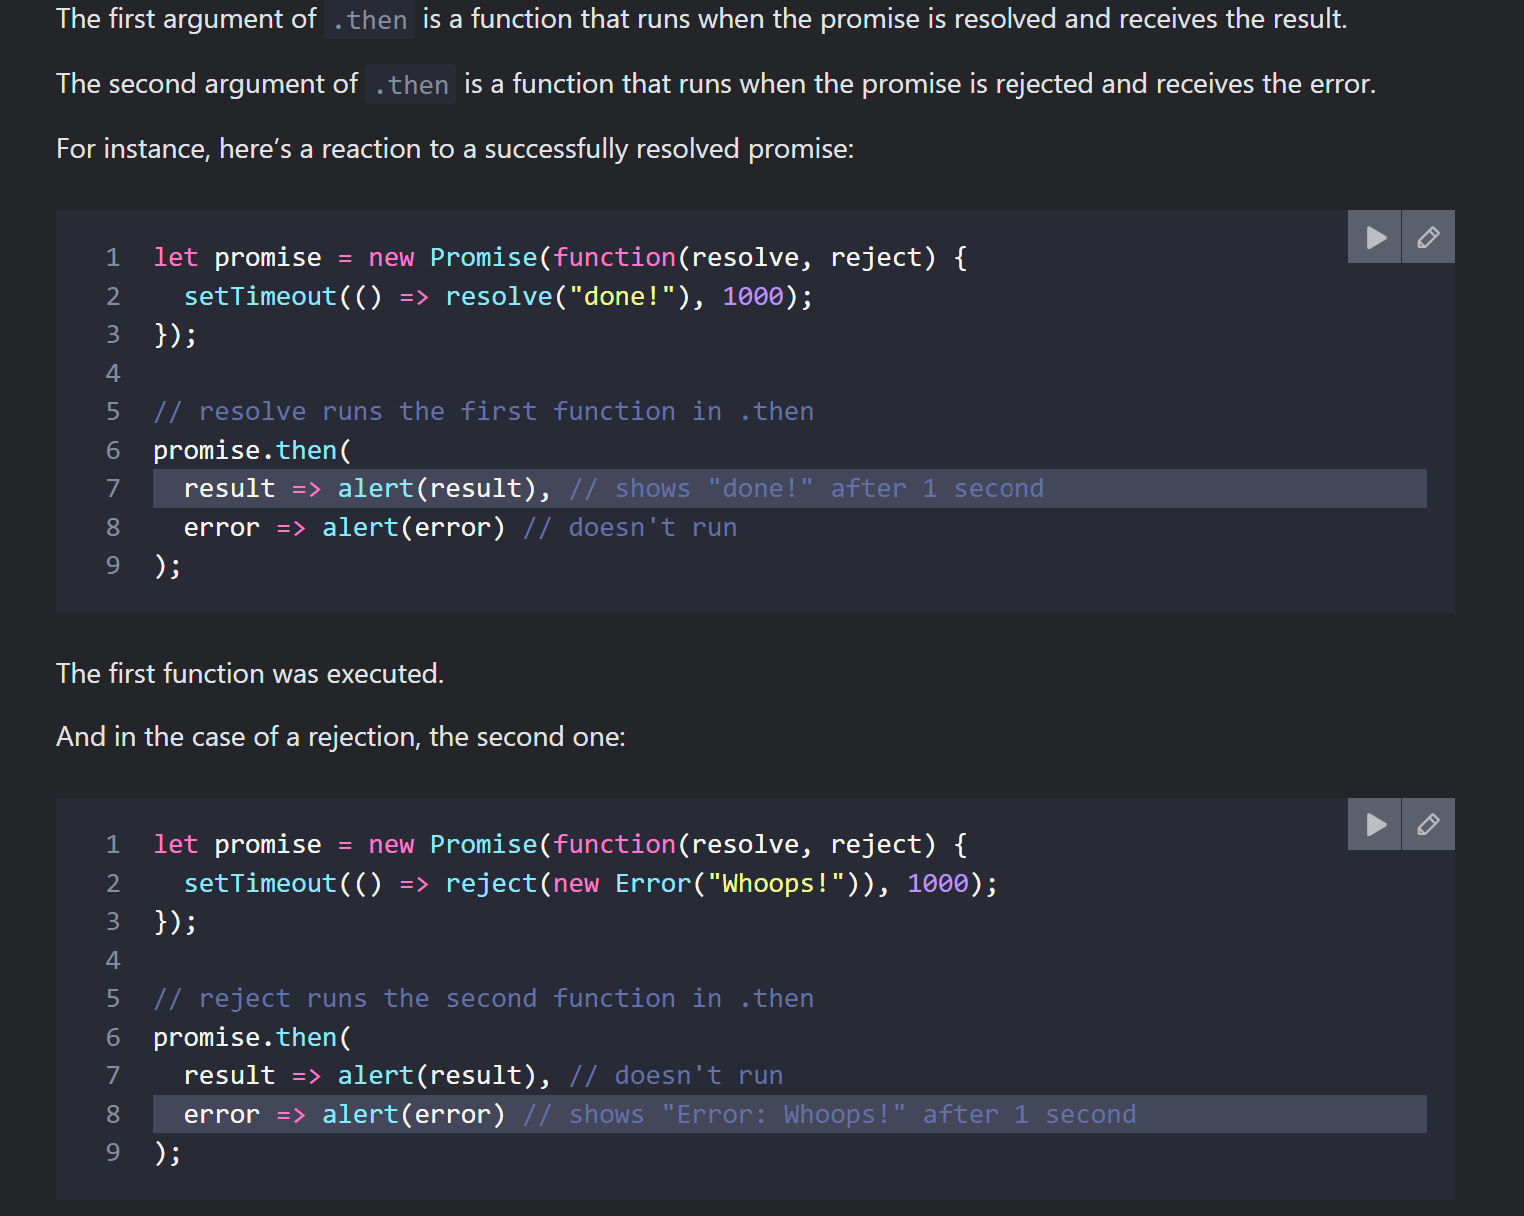 The first argument of .then is a function that runs when the promise is resolved and receives the result.
The second argument of .then is a function that runs when the promise is rejected and receives the error.
For instance, here’s a reaction to a successfully resolved promise:
1 let promise = new Promise(function(resolve, reject) {
2   setTimeout(() => resolve("done!"), 1000);
3 });
4
5 // resolve runs the first function in .then
6 promise.then(
7   result => alert(result), // shows "done!" after 1 second
8   error => alert(error) // doesn't run
9 );
The first function was executed.
And in the case of a rejection, the second one:
1 let promise = new Promise(function(resolve, reject) {
2   setTimeout(() => reject(new Error("Whoops!")), 1000);
3 });
4
5 // reject runs the second function in .then
6 promise.then(
7   result => alert(result), // doesn't run
8   error => alert(error) // shows "Error: Whoops!" after 1 second
9 );